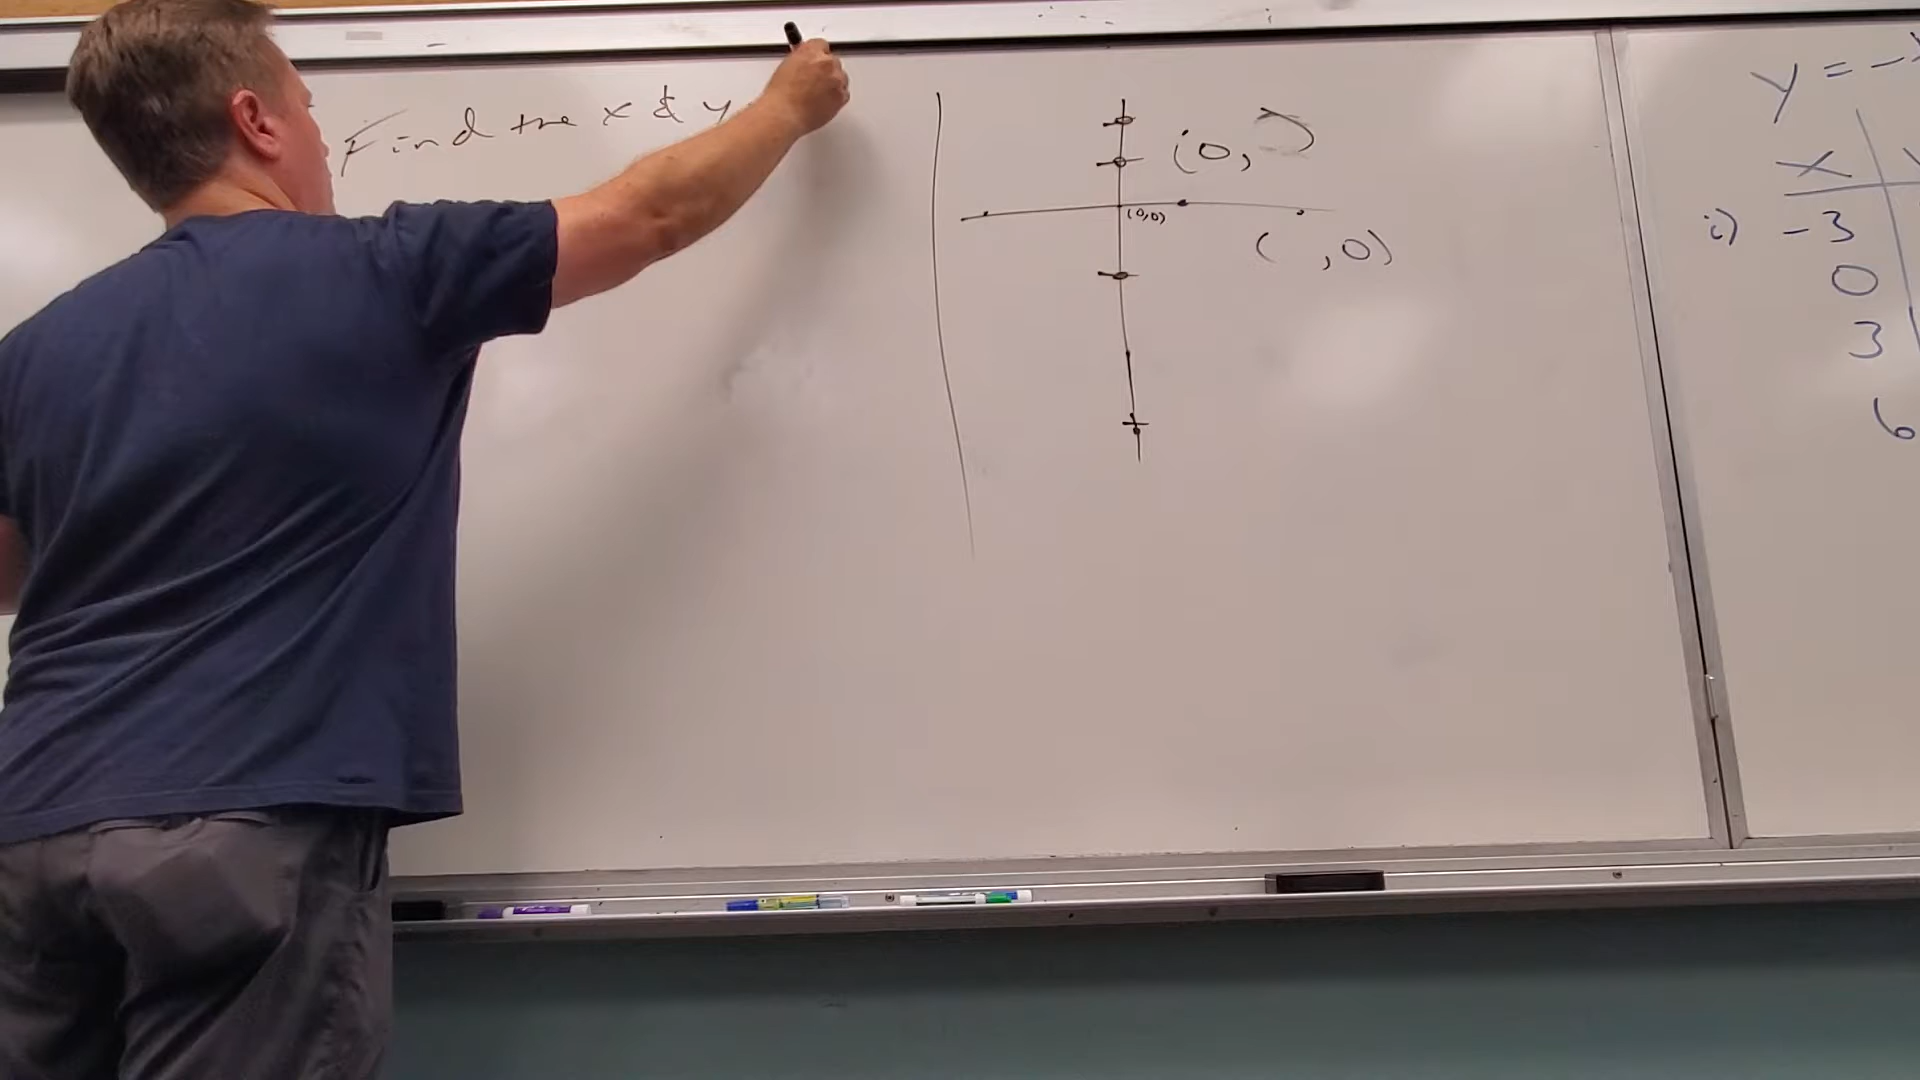 Find the x & y
(0, )
(0,0)
( ,0)
y = -x
x
i) -3
0
3
6